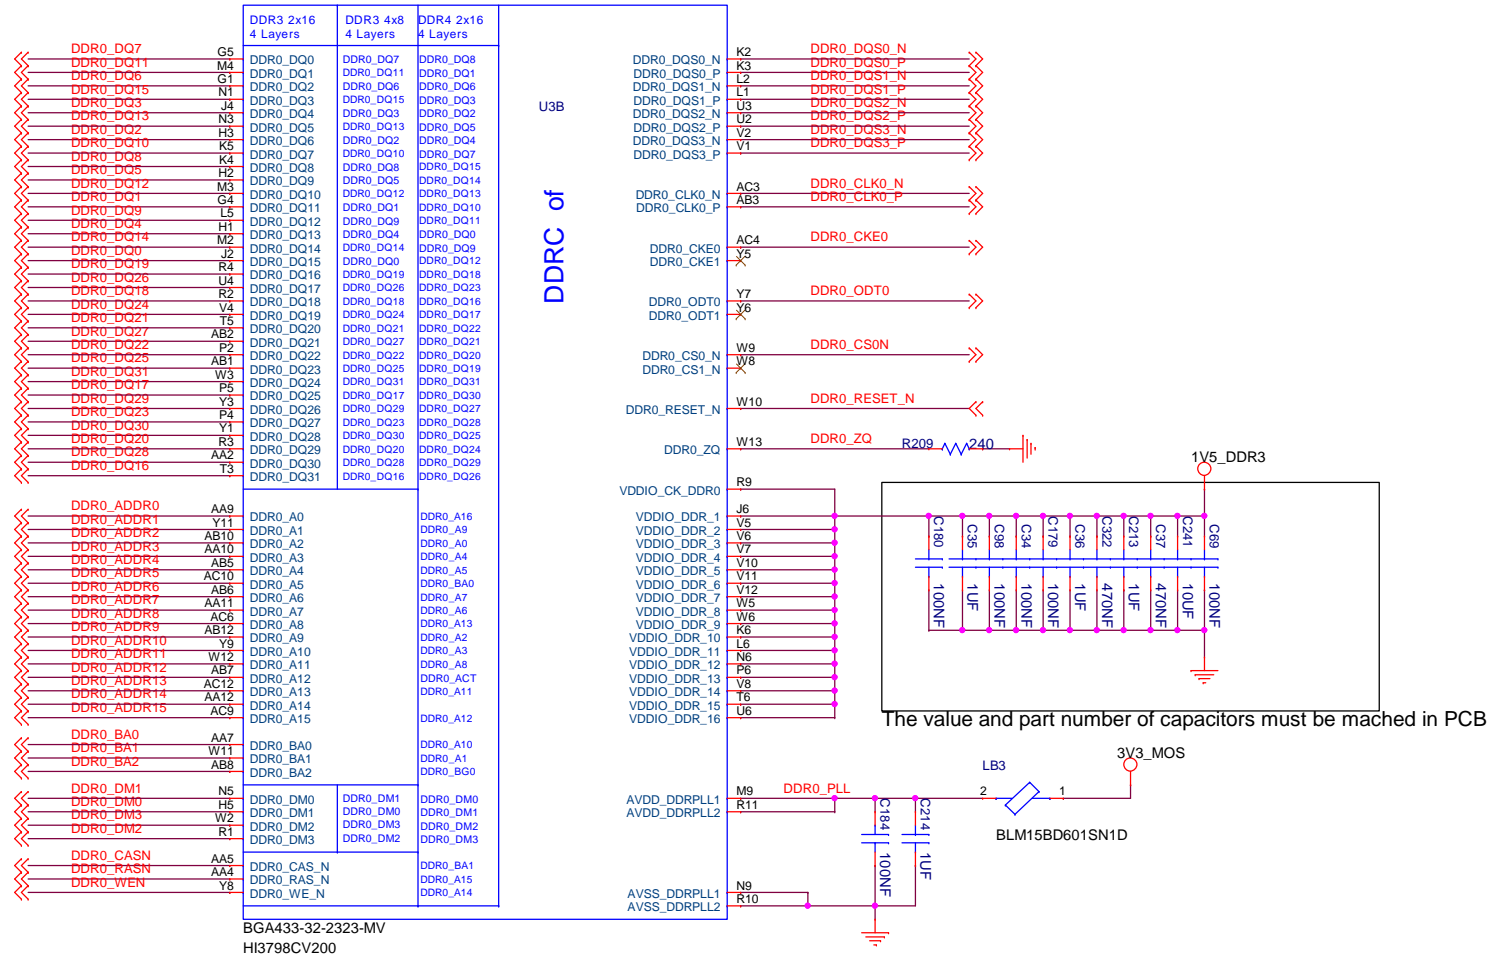 DDR3 2x16 DDR3 4x8 DDR4 2x16
4 Layers 4 Layers 4 Layers
DDR0_DQ7 G5 DDR0_DQ0 DDR0_DQ7 DDR0_DQ8
DDR0_DQ11 M4 DDR0_DQ1 DDR0_DQ11 DDR0_DQ1
DDR0_DQ6 G1 DDR0_DQ2 DDR0_DQ6 DDR0_DQ6
DDR0_DQ15 N1 DDR0_DQ3 DDR0_DQ15 DDR0_DQ3
DDR0_DQ3 J4 DDR0_DQ4 DDR0_DQ3 DDR0_DQ2
DDR0_DQ13 N3 DDR0_DQ5 DDR0_DQ13 DDR0_DQ5
DDR0_DQ2 H3 DDR0_DQ6 DDR0_DQ2 DDR0_DQ4
DDR0_DQ10 K5 DDR0_DQ7 DDR0_DQ10 DDR0_DQ7
DDR0_DQ8 K4 DDR0_DQ8 DDR0_DQ8 DDR0_DQ15
DDR0_DQ5 H2 DDR0_DQ9 DDR0_DQ5 DDR0_DQ14
DDR0_DQ12 M3 DDR0_DQ10 DDR0_DQ12 DDR0_DQ13
DDR0_DQ1 G4 DDR0_DQ11 DDR0_DQ1 DDR0_DQ10
DDR0_DQ9 L5 DDR0_DQ12 DDR0_DQ9 DDR0_DQ11
DDR0_DQ4 H1 DDR0_DQ13 DDR0_DQ4 DDR0_DQ0
DDR0_DQ14 M2 DDR0_DQ14 DDR0_DQ14 DDR0_DQ9
DDR0_DQ0 J2 DDR0_DQ15 DDR0_DQ0 DDR0_DQ12
DDR0_DQ19 R4 DDR0_DQ16 DDR0_DQ19 DDR0_DQ18
DDR0_DQ26 U4 DDR0_DQ17 DDR0_DQ26 DDR0_DQ23
DDR0_DQ18 R2 DDR0_DQ18 DDR0_DQ18 DDR0_DQ16
DDR0_DQ24 V4 DDR0_DQ19 DDR0_DQ24 DDR0_DQ17
DDR0_DQ21 T5 DDR0_DQ20 DDR0_DQ21 DDR0_DQ22
DDR0_DQ27 AB2 DDR0_DQ21 DDR0_DQ27 DDR0_DQ21
DDR0_DQ22 P2 DDR0_DQ22 DDR0_DQ22 DDR0_DQ20
DDR0_DQ25 AB1 DDR0_DQ23 DDR0_DQ25 DDR0_DQ19
DDR0_DQ31 W3 DDR0_DQ24 DDR0_DQ31 DDR0_DQ31
DDR0_DQ17 P5 DDR0_DQ25 DDR0_DQ17 DDR0_DQ30
DDR0_DQ29 Y3 DDR0_DQ26 DDR0_DQ29 DDR0_DQ27
DDR0_DQ23 P4 DDR0_DQ27 DDR0_DQ23 DDR0_DQ28
DDR0_DQ30 Y1 DDR0_DQ28 DDR0_DQ30 DDR0_DQ25
DDR0_DQ20 R3 DDR0_DQ29 DDR0_DQ20 DDR0_DQ24
DDR0_DQ28 AA2 DDR0_DQ30 DDR0_DQ28 DDR0_DQ29
DDR0_DQ16 T3 DDR0_DQ31 DDR0_DQ16 DDR0_DQ26
DDR0_ADDR0 AA9 DDR0_A0 DDR0_A16
DDR0_ADDR1 Y11 DDR0_A1 DDR0_A9
DDR0_ADDR2 AB10 DDR0_A2 DDR0_A0
DDR0_ADDR3 AA10 DDR0_A3 DDR0_A4
DDR0_ADDR4 AB5 DDR0_A4 DDR0_A5
DDR0_ADDR5 AC10 DDR0_A5 DDR0_BA0
DDR0_ADDR6 AB6 DDR0_A6 DDR0_A7
DDR0_ADDR7 AA11 DDR0_A7 DDR0_A6
DDR0_ADDR8 AC6 DDR0_A8 DDR0_A13
DDR0_ADDR9 AB12 DDR0_A9 DDR0_A2
DDR0_ADDR10 Y9 DDR0_A10 DDR0_A3
DDR0_ADDR11 W12 DDR0_A11 DDR0_A8
DDR0_ADDR12 AB7 DDR0_A12 DDR0_ACT
DDR0_ADDR13 AC12 DDR0_A13 DDR0_A11
DDR0_ADDR14 AA12 DDR0_A14
DDR0_ADDR15 AC9 DDR0_A15 DDR0_A12
DDR0_BA0 AA7 DDR0_BA0 DDR0_A10
DDR0_BA1 W11 DDR0_BA1 DDR0_A1
DDR0_BA2 AB8 DDR0_BA2 DDR0_BG0
DDR0_DM1 N5 DDR0_DM0 DDR0_DM1 DDR0_DM0
DDR0_DM0 H5 DDR0_DM1 DDR0_DM0 DDR0_DM1
DDR0_DM3 W2 DDR0_DM2 DDR0_DM3 DDR0_DM2
DDR0_DM2 R1 DDR0_DM3 DDR0_DM2 DDR0_DM3
DDR0_CASN AA5 DDR0_CAS_N DDR0_BA1
DDR0_RASN AA4 DDR0_RAS_N DDR0_A15
DDR0_WEN Y8 DDR0_WE_N DDR0_A14
BGA433-32-2323-MV
HI3798CV200
U3B
DDRC of
DDR0_DQS0_N K2 DDR0_DQS0_N
DDR0_DQS0_P K3 DDR0_DQS0_P
DDR0_DQS1_N L2 DDR0_DQS1_N
DDR0_DQS1_P L1 DDR0_DQS1_P
DDR0_DQS2_N U3 DDR0_DQS2_N
DDR0_DQS2_P U2 DDR0_DQS2_P
DDR0_DQS3_N V2 DDR0_DQS3_N
DDR0_DQS3_P V1 DDR0_DQS3_P
DDR0_CLK0_N AC3 DDR0_CLK0_N
DDR0_CLK0_P AB3 DDR0_CLK0_P
DDR0_CKE0 AC4 DDR0_CKE0
DDR0_CKE1 Y5
DDR0_ODT0 Y7 DDR0_ODT0
DDR0_ODT1 Y6
DDR0_CS0_N W9 DDR0_CS0N
DDR0_CS1_N W8
DDR0_RESET_N W10 DDR0_RESET_N
DDR0_ZQ W13 DDR0_ZQ R209 240
VDDIO_CK_DDR0 R9
VDDIO_DDR_1 J6
VDDIO_DDR_2 V5
VDDIO_DDR_3 V6
VDDIO_DDR_4 V7
VDDIO_DDR_5 V10
VDDIO_DDR_6 V11
VDDIO_DDR_7 V12
VDDIO_DDR_8 W5
VDDIO_DDR_9 W6
VDDIO_DDR_10 K6
VDDIO_DDR_11 L6
VDDIO_DDR_12 N6
VDDIO_DDR_13 P6
VDDIO_DDR_14 V8
VDDIO_DDR_15 T6
VDDIO_DDR_16 U6
1V5_DDR3
C180 C35 C98 C34 C179 C36 C322 C213 C37 C241 C69
100NF 1UF 100NF 100NF 100NF 1UF 470NF 1UF 470NF 10UF 100NF
The value and part number of capacitors must be mached in PCB
AVDD_DDRPLL1 M9 DDR0_PLL
AVDD_DDRPLL2 R11
C184 C214
100NF 1UF
LB3
2 1
3V3_MOS
BLM15BD601SN1D
AVSS_DDRPLL1 N9
AVSS_DDRPLL2 R10